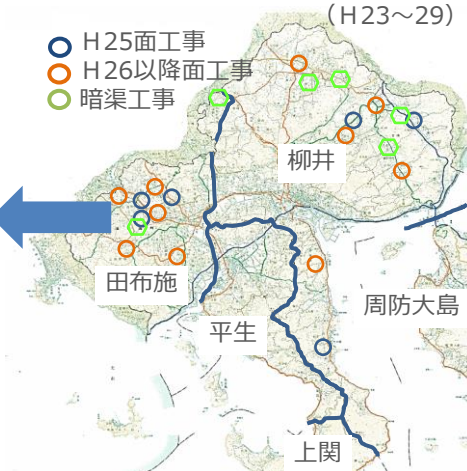 （Ｈ23～29）
Ｈ25面工事
Ｈ26以降面工事
暗渠工事
柳井
田布施
周防大島
平生
上関